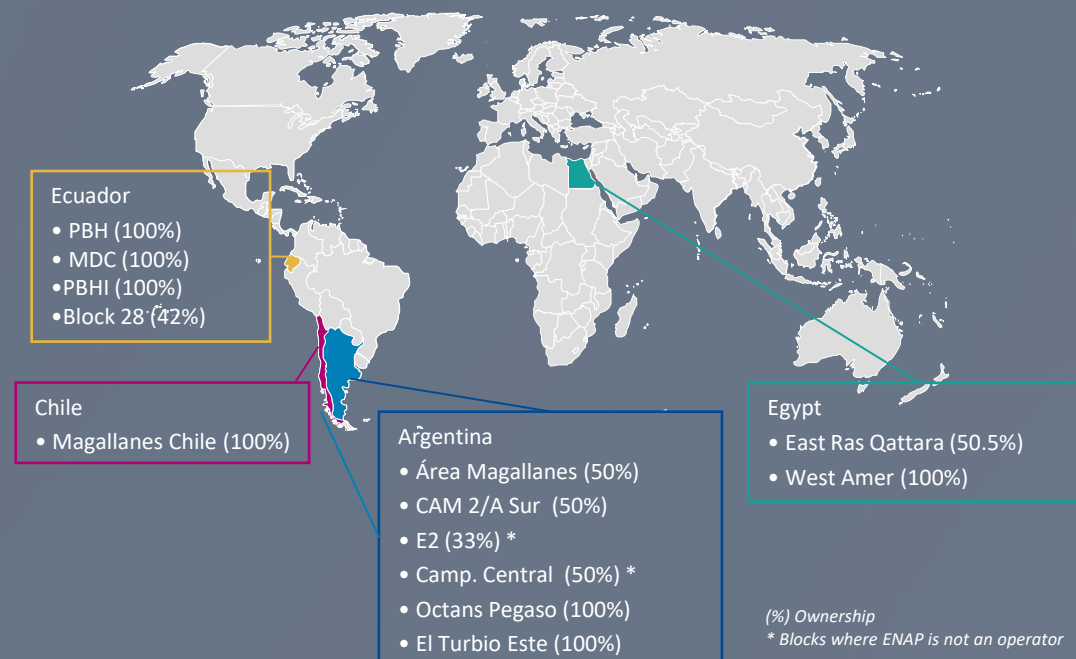 Ecuador
• PBH (100%)
• MDC (100%)
•PBHI (100%)
•Block 28 (42%)
Chile
• Magallanes Chile (100%)
Argentina
• Área Magallanes (50%)
• CAM 2/A Sur (50%)
• E2 (33%) *
• Camp. Central (50%) *
• Octans Pegaso (100%)
• El Turbio Este (100%)
Egypt
• East Ras Qattara (50.5%)
• West Amer (100%)
(%) Ownership
* Blocks where ENAP is not an operator